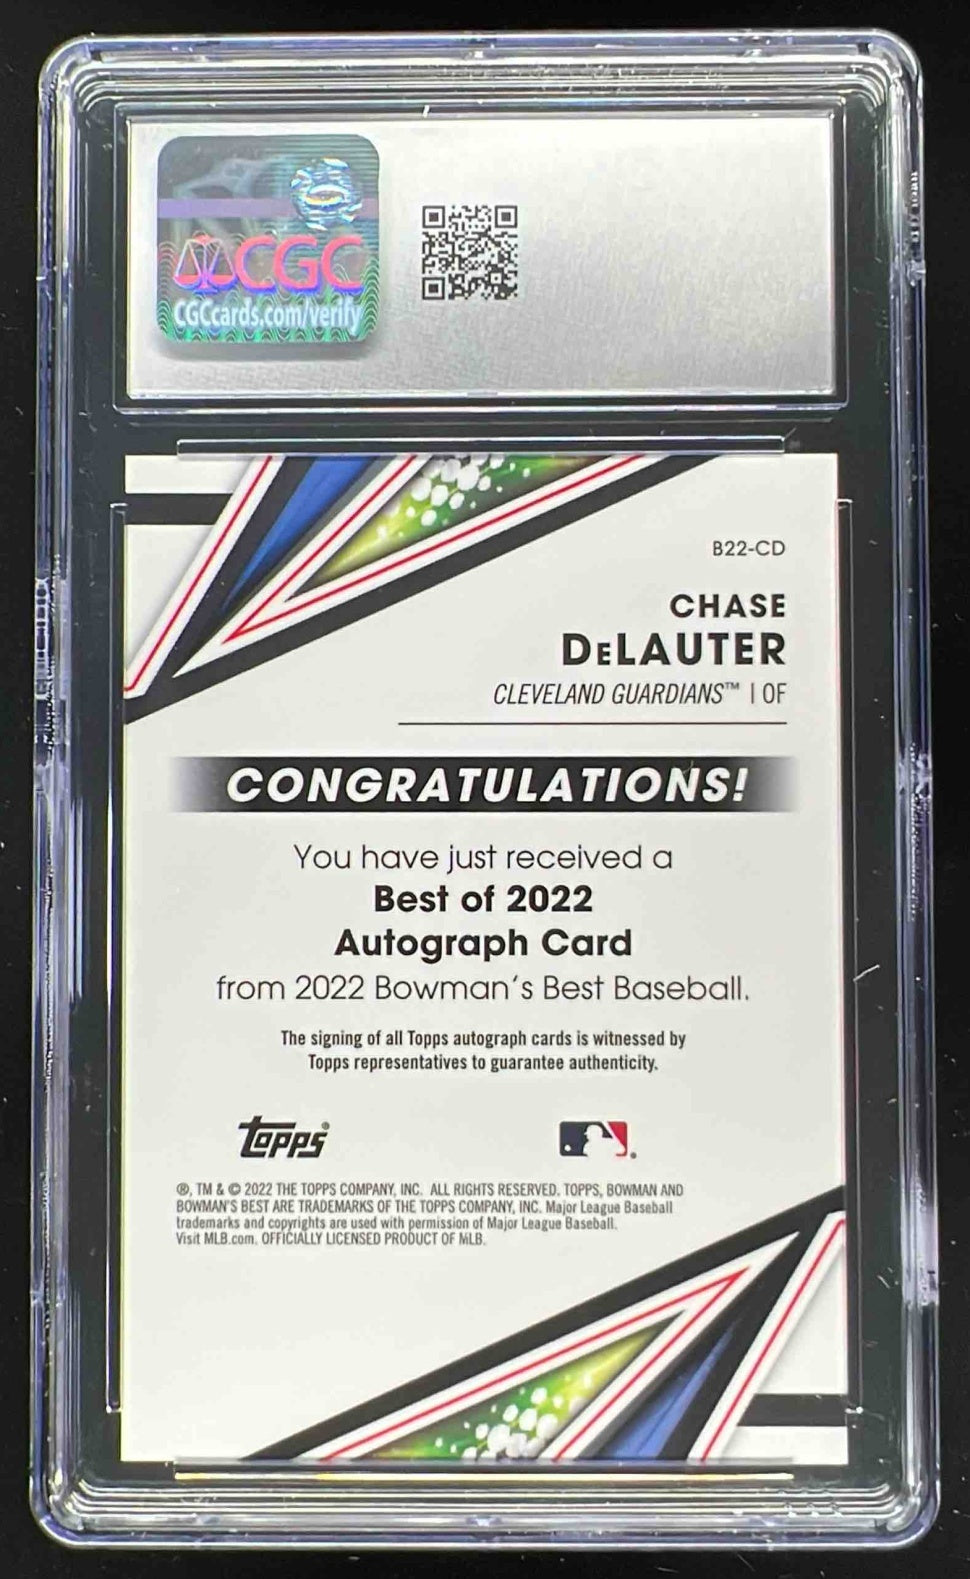 CGC
CGCcards.com/verify
B22-CD
CHASE
DELAUTER
CLEVELAND GUARDIANS™ | OF
CONGRATULATIONS!
You have just received a
Best of 2022
Autograph Card
from 2022 Bowman's Best Baseball.
The signing of all Topps autograph cards is witnessed by
Topps representatives to guarantee authenticity.
Topps®
®, TM & © 2022 THE TOPPS COMPANY, INC. ALL RIGHTS RESERVED. TOPPS, BOWMAN AND
BOWMAN'S BEST ARE TRADEMARKS OF THE TOPPS COMPANY, INC. Major League Baseball
trademarks and copyrights are used with permission of Major League Baseball.
Visit MLB.com. OFFICIALLY LICENSED PRODUCT OF MLB.